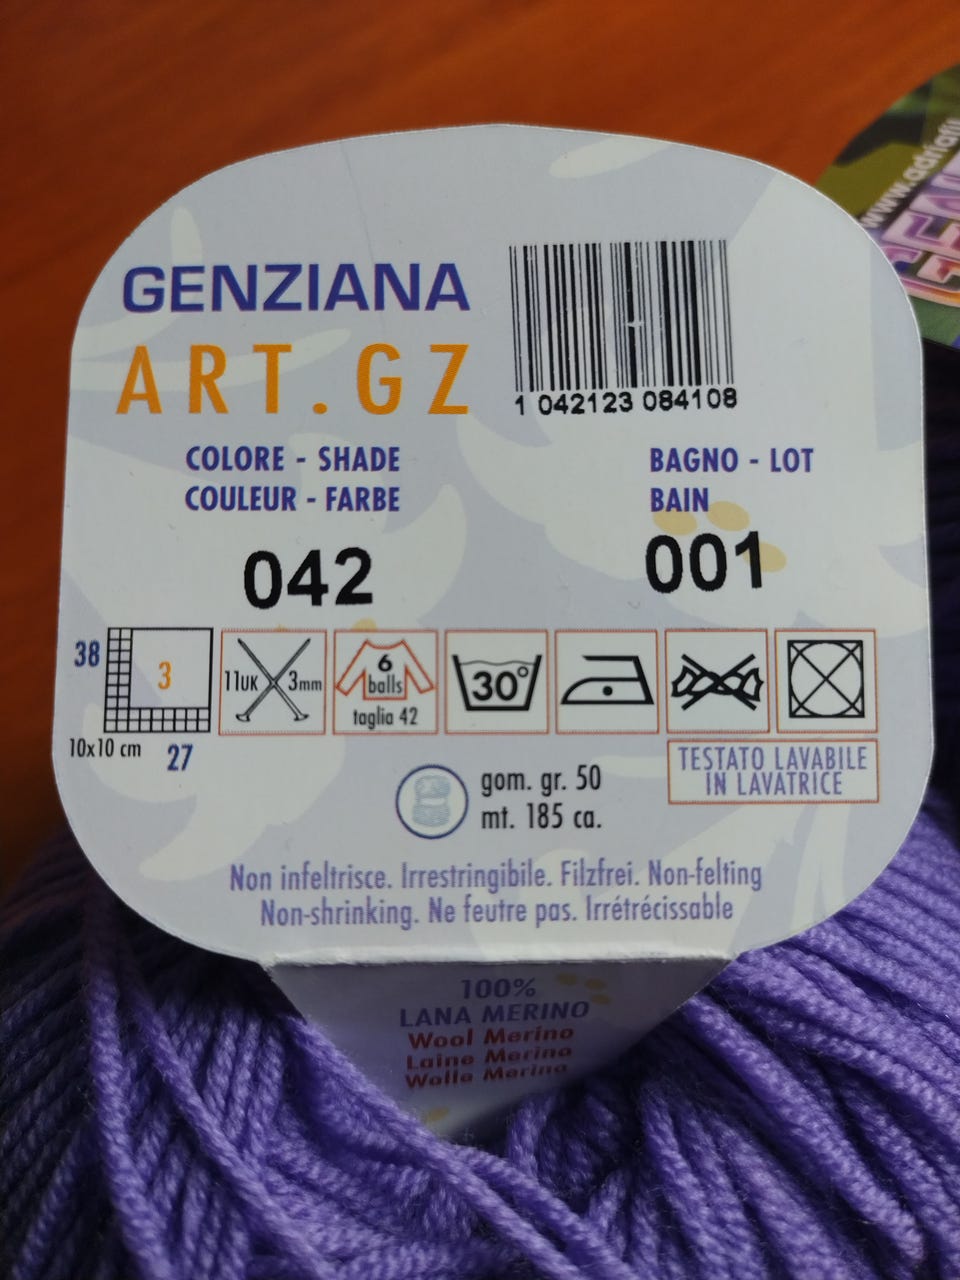 GENZIANA
ART.GZ
1 042123 084108
COLORE - SHADE
COULEUR - FARBE
042
BAGNO - LOT
BAIN
001
38
3
10x10 cm
27
11UK
3mm
6
balls
taglia 42
30°
TESTATO LAVABILE
IN LAVATRICE
gom. gr. 50
mt. 185 ca.
Non infeltrisce. Irrestringibile. Filzfrei. Non-felting
Non-shrinking. Ne feutre pas. Irrétrécissable
100%
LANA MERINO
Wool Merino
Laine Merino
Wolle Merino